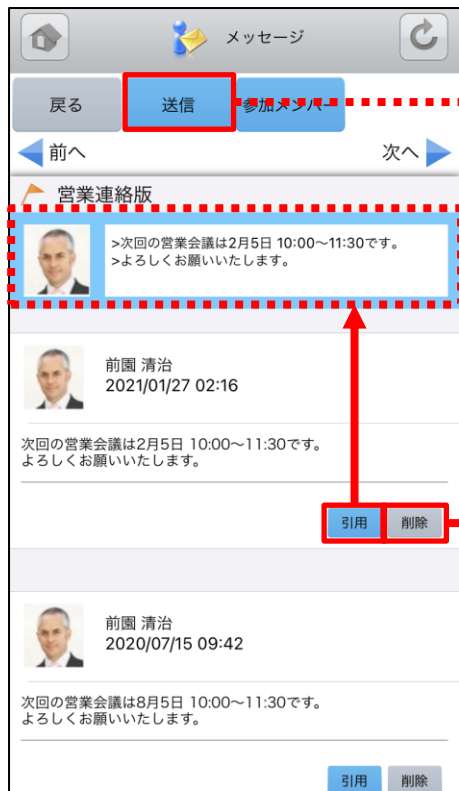 メッセージ
戻る
送信
参加メンバー
前へ
次へ
営業連絡版
>次回の営業会議は2月5日 10:00～11:30です。
>よろしくお願いいたします。
前園 清治
2021/01/27 02:16
次回の営業会議は2月5日 10:00～11:30です。
よろしくお願いいたします。
引用
削除
前園 清治
2020/07/15 09:42
次回の営業会議は8月5日 10:00～11:30です。
よろしくお願いいたします。
引用
削除